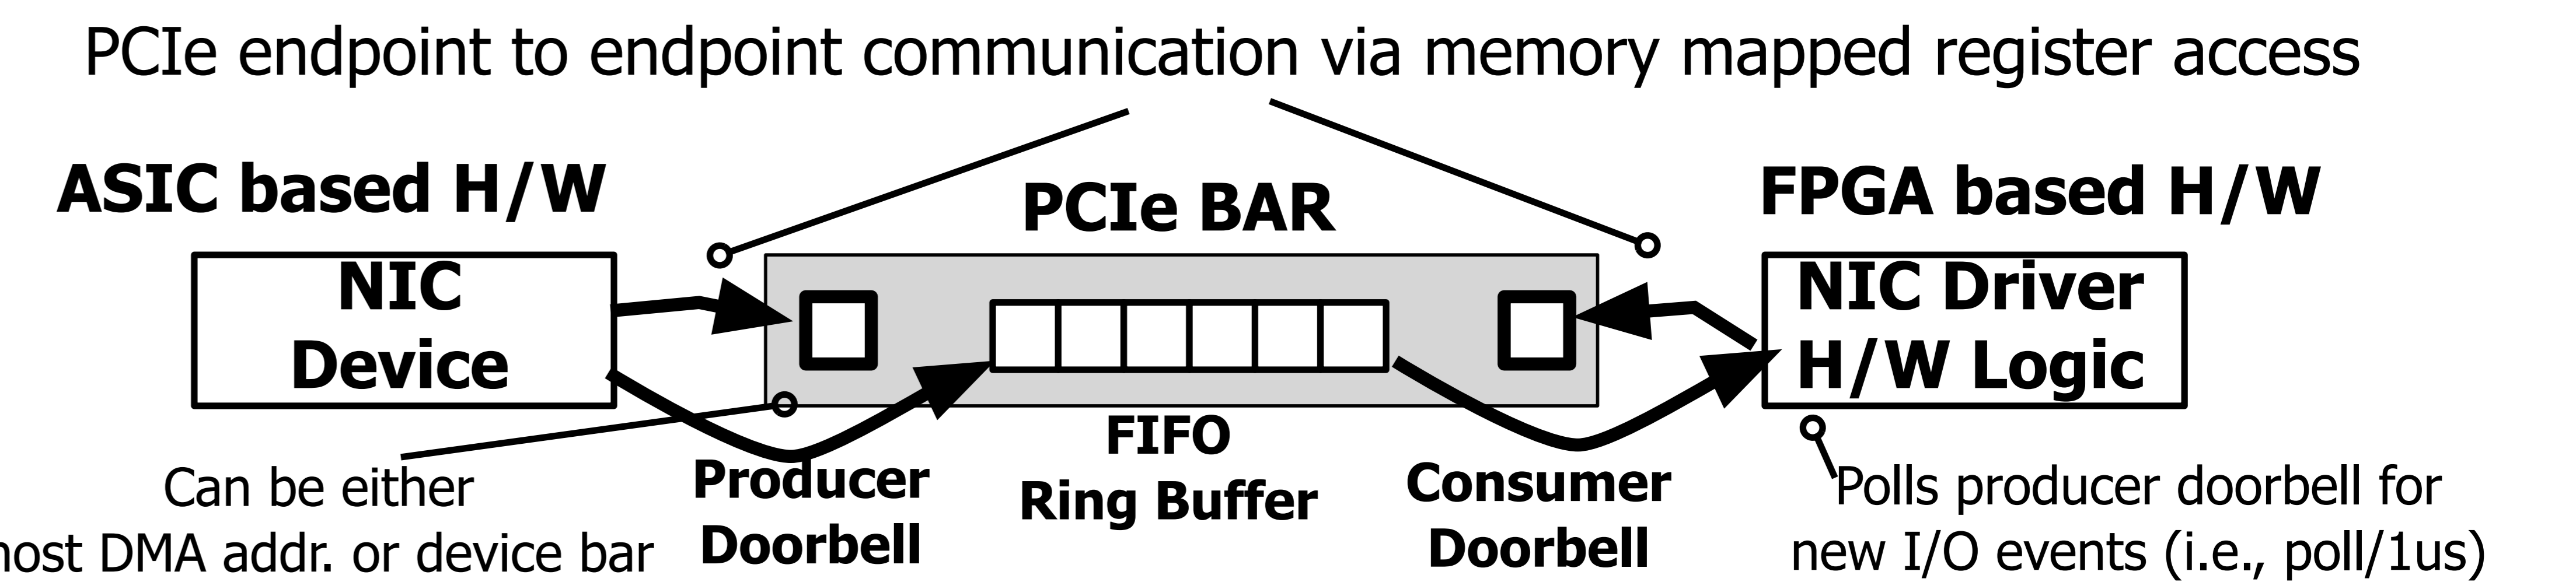 PCIe endpoint to endpoint communication via memory mapped register access
ASIC based H/W
PCIe BAR
FPGA based H/W
NIC
Device
NIC Driver
H/W Logic
FIFO
Ring Buffer
Producer
Doorbell
Consumer
Doorbell
Can be either
DMA addr. or device bar
Polls producer doorbell for
new I/O events (i.e., poll/1us)